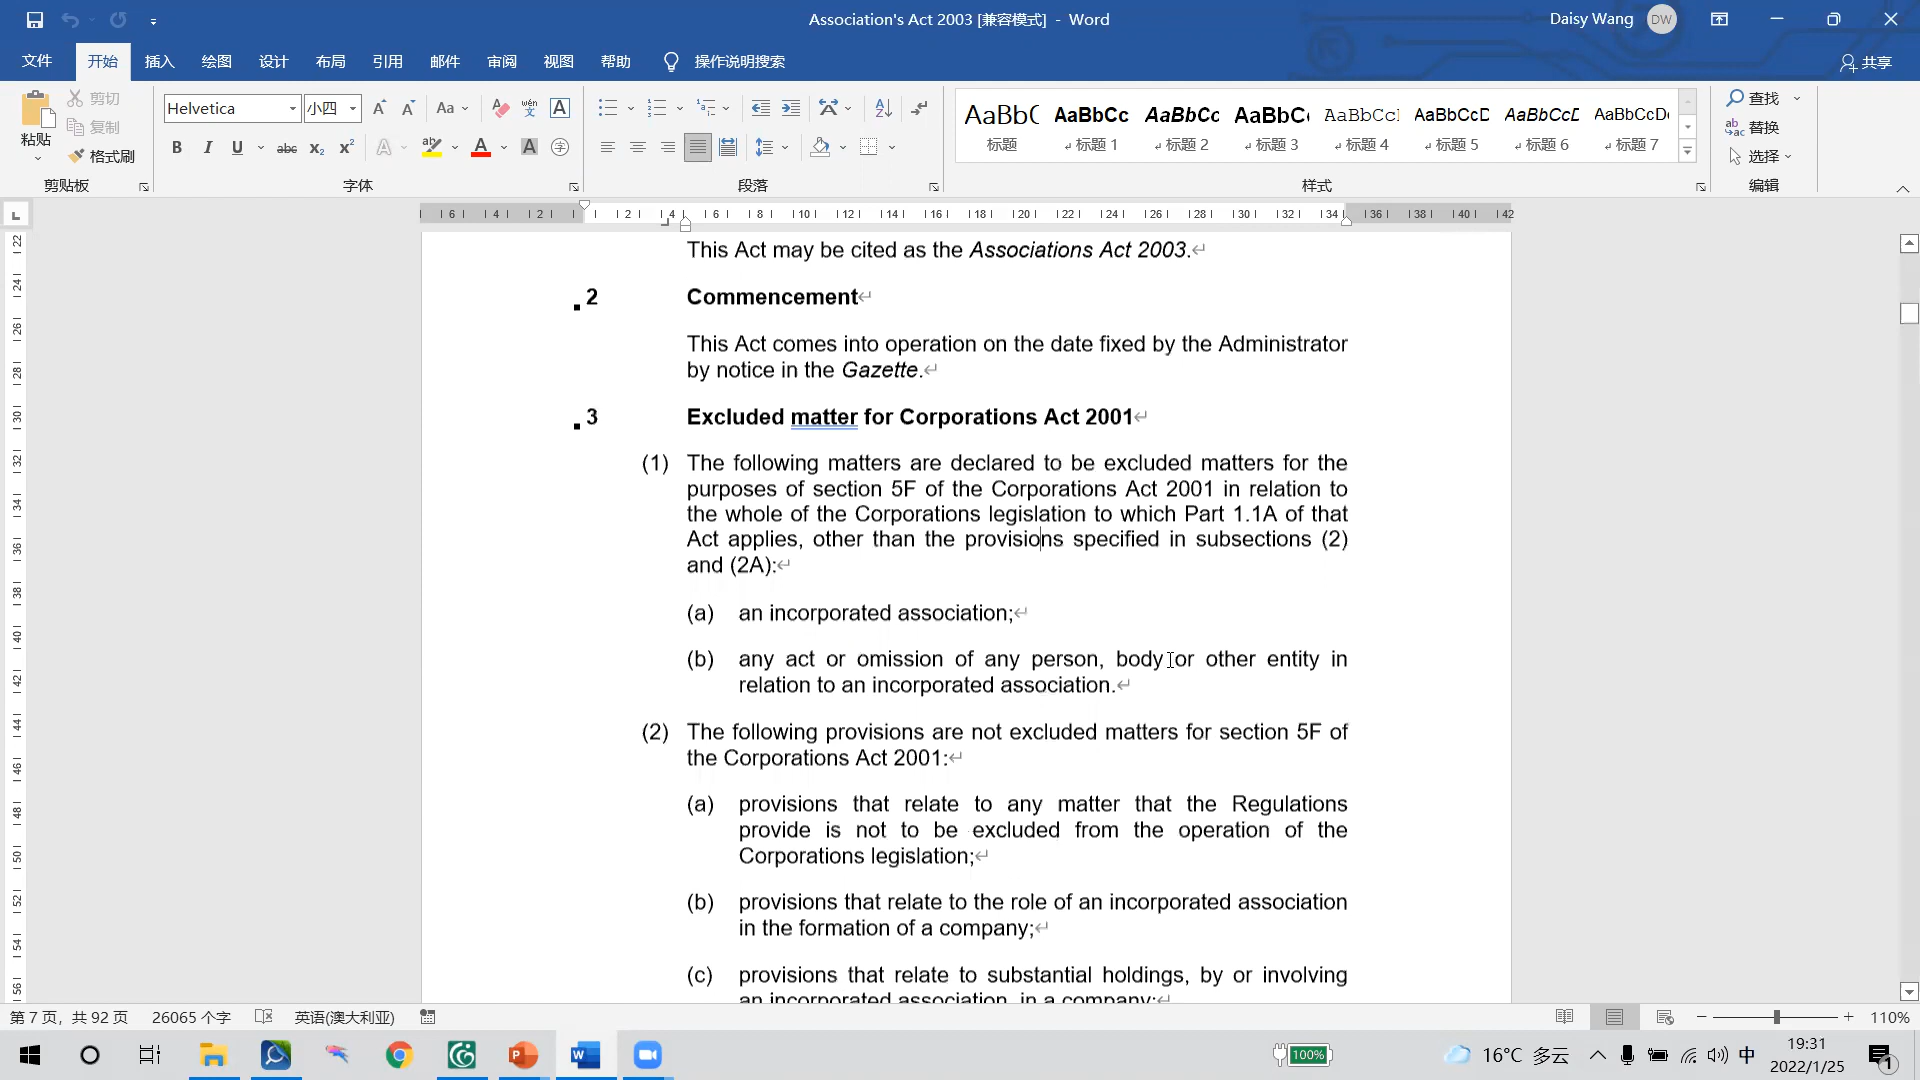 Association's Act 2003 [兼容模式] - Word
Daisy Wang
DW
文件
开始
插入
绘图
设计
布局
引用
邮件
审阅
视图
帮助
操作说明搜索
共享
粘贴
剪切
复制
格式刷
剪贴板
Helvetica
小四
字体
段落
AaBbC
标题
AaBbCc
标题 1
AaBbCc
标题 2
AaBbC
标题 3
AaBbCcI
标题 4
AaBbCcD
标题 5
AaBbCcD
标题 6
AaBbCcDc
标题 7
样式
查找
替换
选择
编辑
This Act may be cited as the Associations Act 2003.
2 Commencement
This Act comes into operation on the date fixed by the Administrator
by notice in the Gazette.
3 Excluded matter for Corporations Act 2001
(1) The following matters are declared to be excluded matters for the
purposes of section 5F of the Corporations Act 2001 in relation to
the whole of the Corporations legislation to which Part 1.1A of that
Act applies, other than the provisions specified in subsections (2)
and (2A):
(a) an incorporated association;
(b) any act or omission of any person, body or other entity in
relation to an incorporated association.
(2) The following provisions are not excluded matters for section 5F of
the Corporations Act 2001:
(a) provisions that relate to any matter that the Regulations
provide is not to be excluded from the operation of the
Corporations legislation;
(b) provisions that relate to the role of an incorporated association
in the formation of a company;
(c) provisions that relate to substantial holdings, by or involving
an incorporated association, in a company;
第 7 页，共 92 页
26065 个字
英语(澳大利亚)
110%
100%
16°C 多云
中
19:31
2022/1/25
1